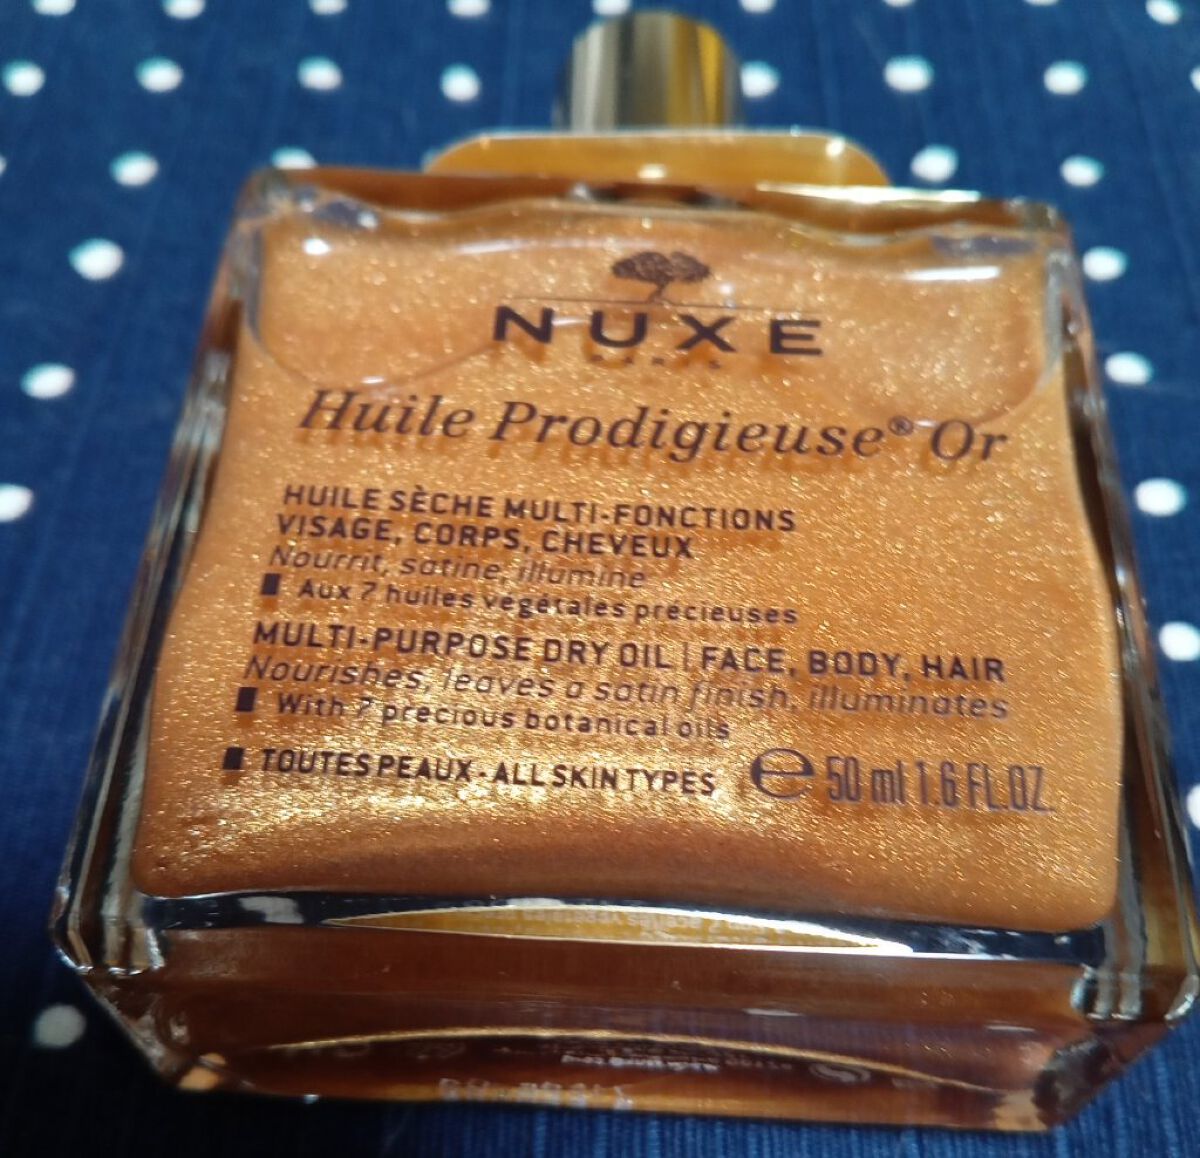 NUXE
PARIS
Huile Prodigieuse® Or
HUILE SÈCHE MULTI-FONCTIONS
VISAGE, CORPS, CHEVEUX
Nourrit, satine, illumine
Aux 7 huiles végétales précieuses
MULTI-PURPOSE DRY OIL | FACE, BODY, HAIR
Nourishes, leaves a satin finish, illuminates
With 7 precious botanical oils
TOUTES PEAUX - ALL SKIN TYPES ℮ 50 ml 1.6 FL.OZ.